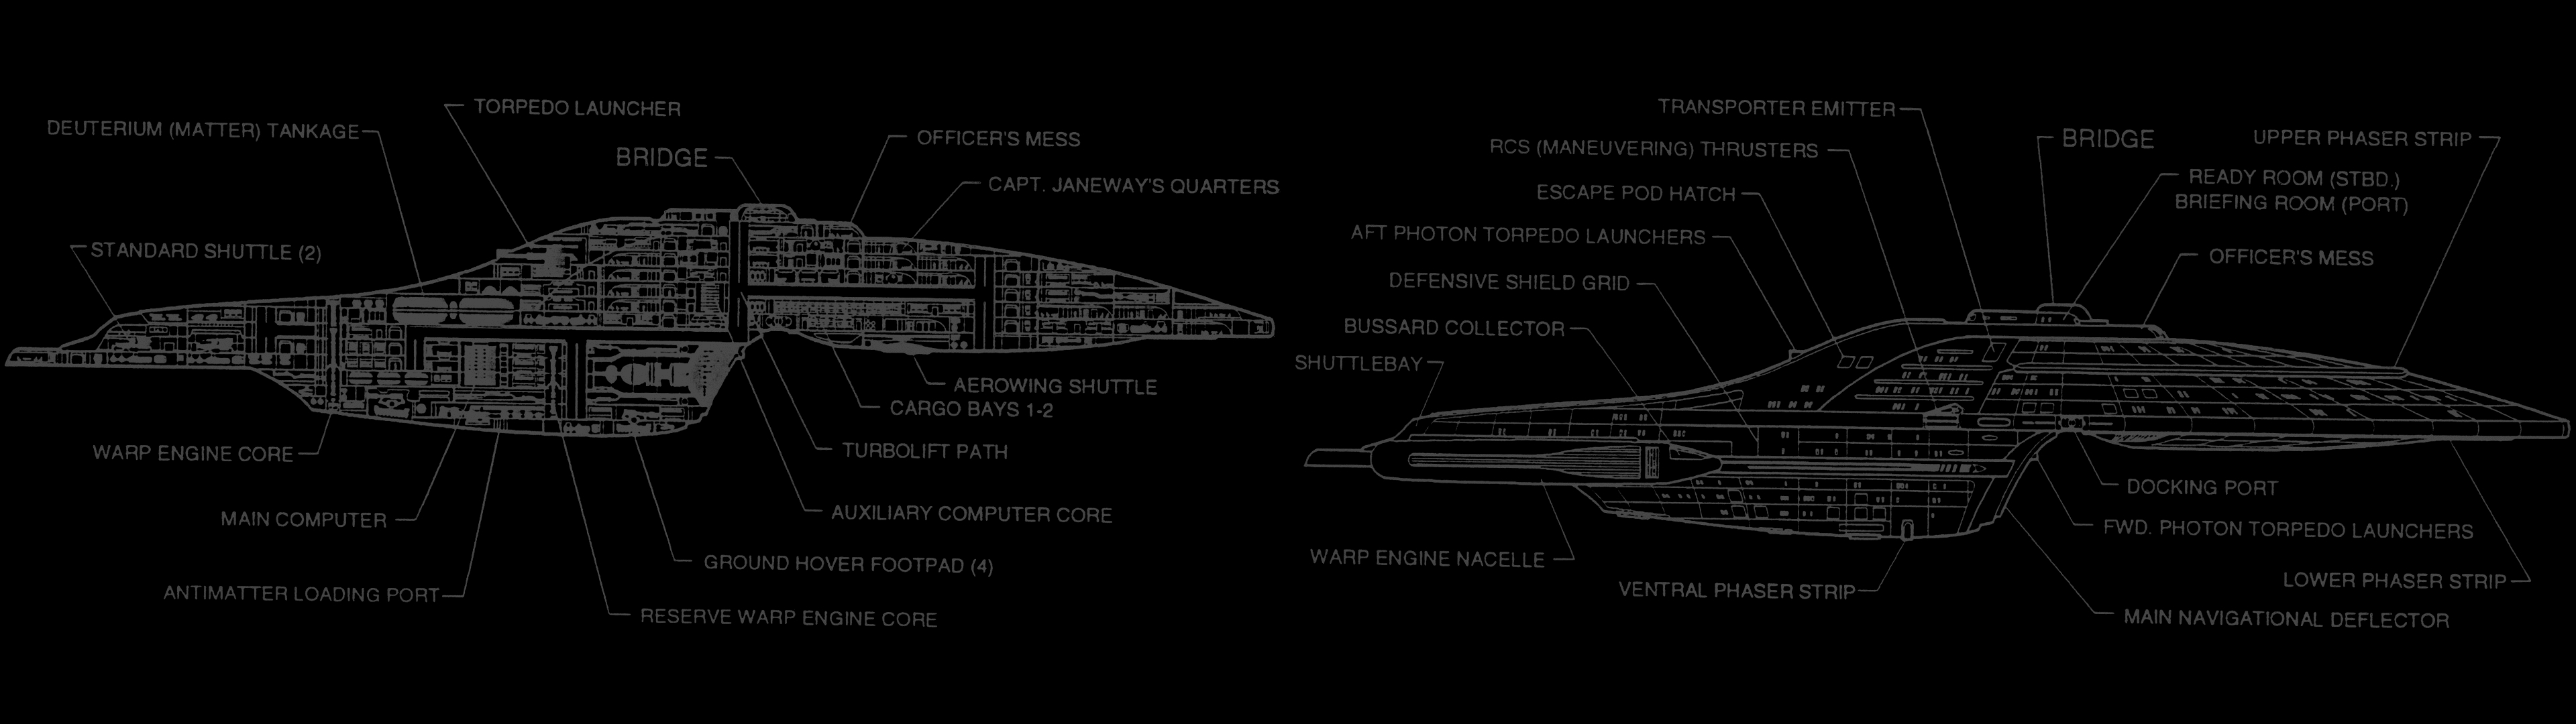 TORPEDO LAUNCHER
DEUTERIUM (MATTER) TANKAGE
OFFICER'S MESS
BRIDGE
CAPT. JANEWAY'S QUARTERS
STANDARD SHUTTLE (2)
AEROWING SHUTTLE
CARGO BAYS 1-2
TURBOLIFT PATH
WARP ENGINE CORE
AUXILIARY COMPUTER CORE
MAIN COMPUTER
GROUND HOVER FOOTPAD (4)
ANTIMATTER LOADING PORT
RESERVE WARP ENGINE CORE
TRANSPORTER EMITTER
BRIDGE
UPPER PHASER STRIP
RCS (MANEUVERING) THRUSTERS
READY ROOM (STBD.)
BRIEFING ROOM (PORT)
ESCAPE POD HATCH
AFT PHOTON TORPEDO LAUNCHERS
OFFICER'S MESS
DEFENSIVE SHIELD GRID
BUSSARD COLLECTOR
SHUTTLEBAY
DOCKING PORT
FWD. PHOTON TORPEDO LAUNCHERS
WARP ENGINE NACELLE
LOWER PHASER STRIP
VENTRAL PHASER STRIP
MAIN NAVIGATIONAL DEFLECTOR